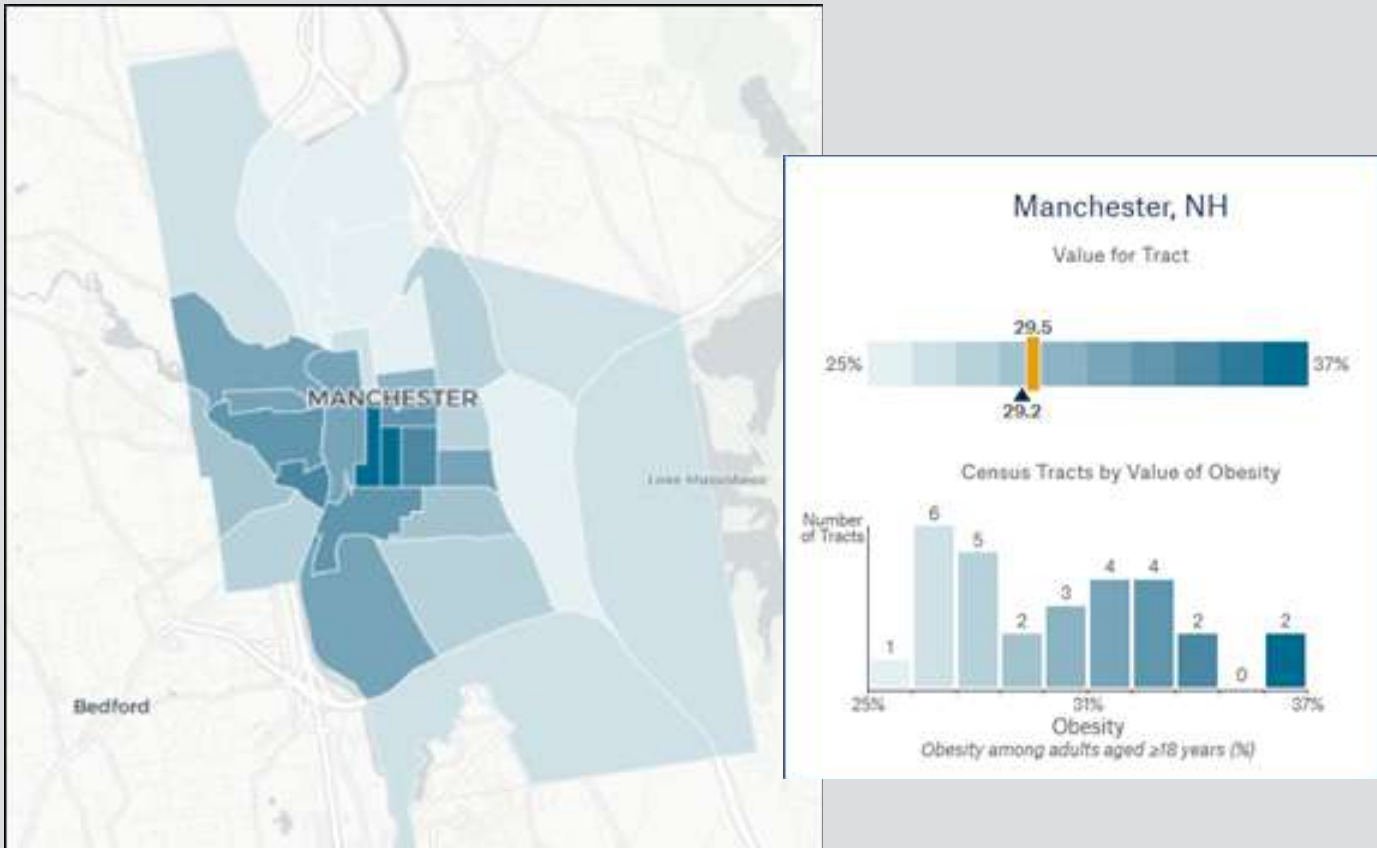 MANCHESTER
Bedford
Manchester, NH
Value for Tract
29.5
25%
37%
29.2
Census Tracts by Value of Obesity
Number
of Tracts
1
6
5
2
3
4
4
2
0
2
25%
31%
37%
Obesity
Obesity among adults aged ≥18 years (%)